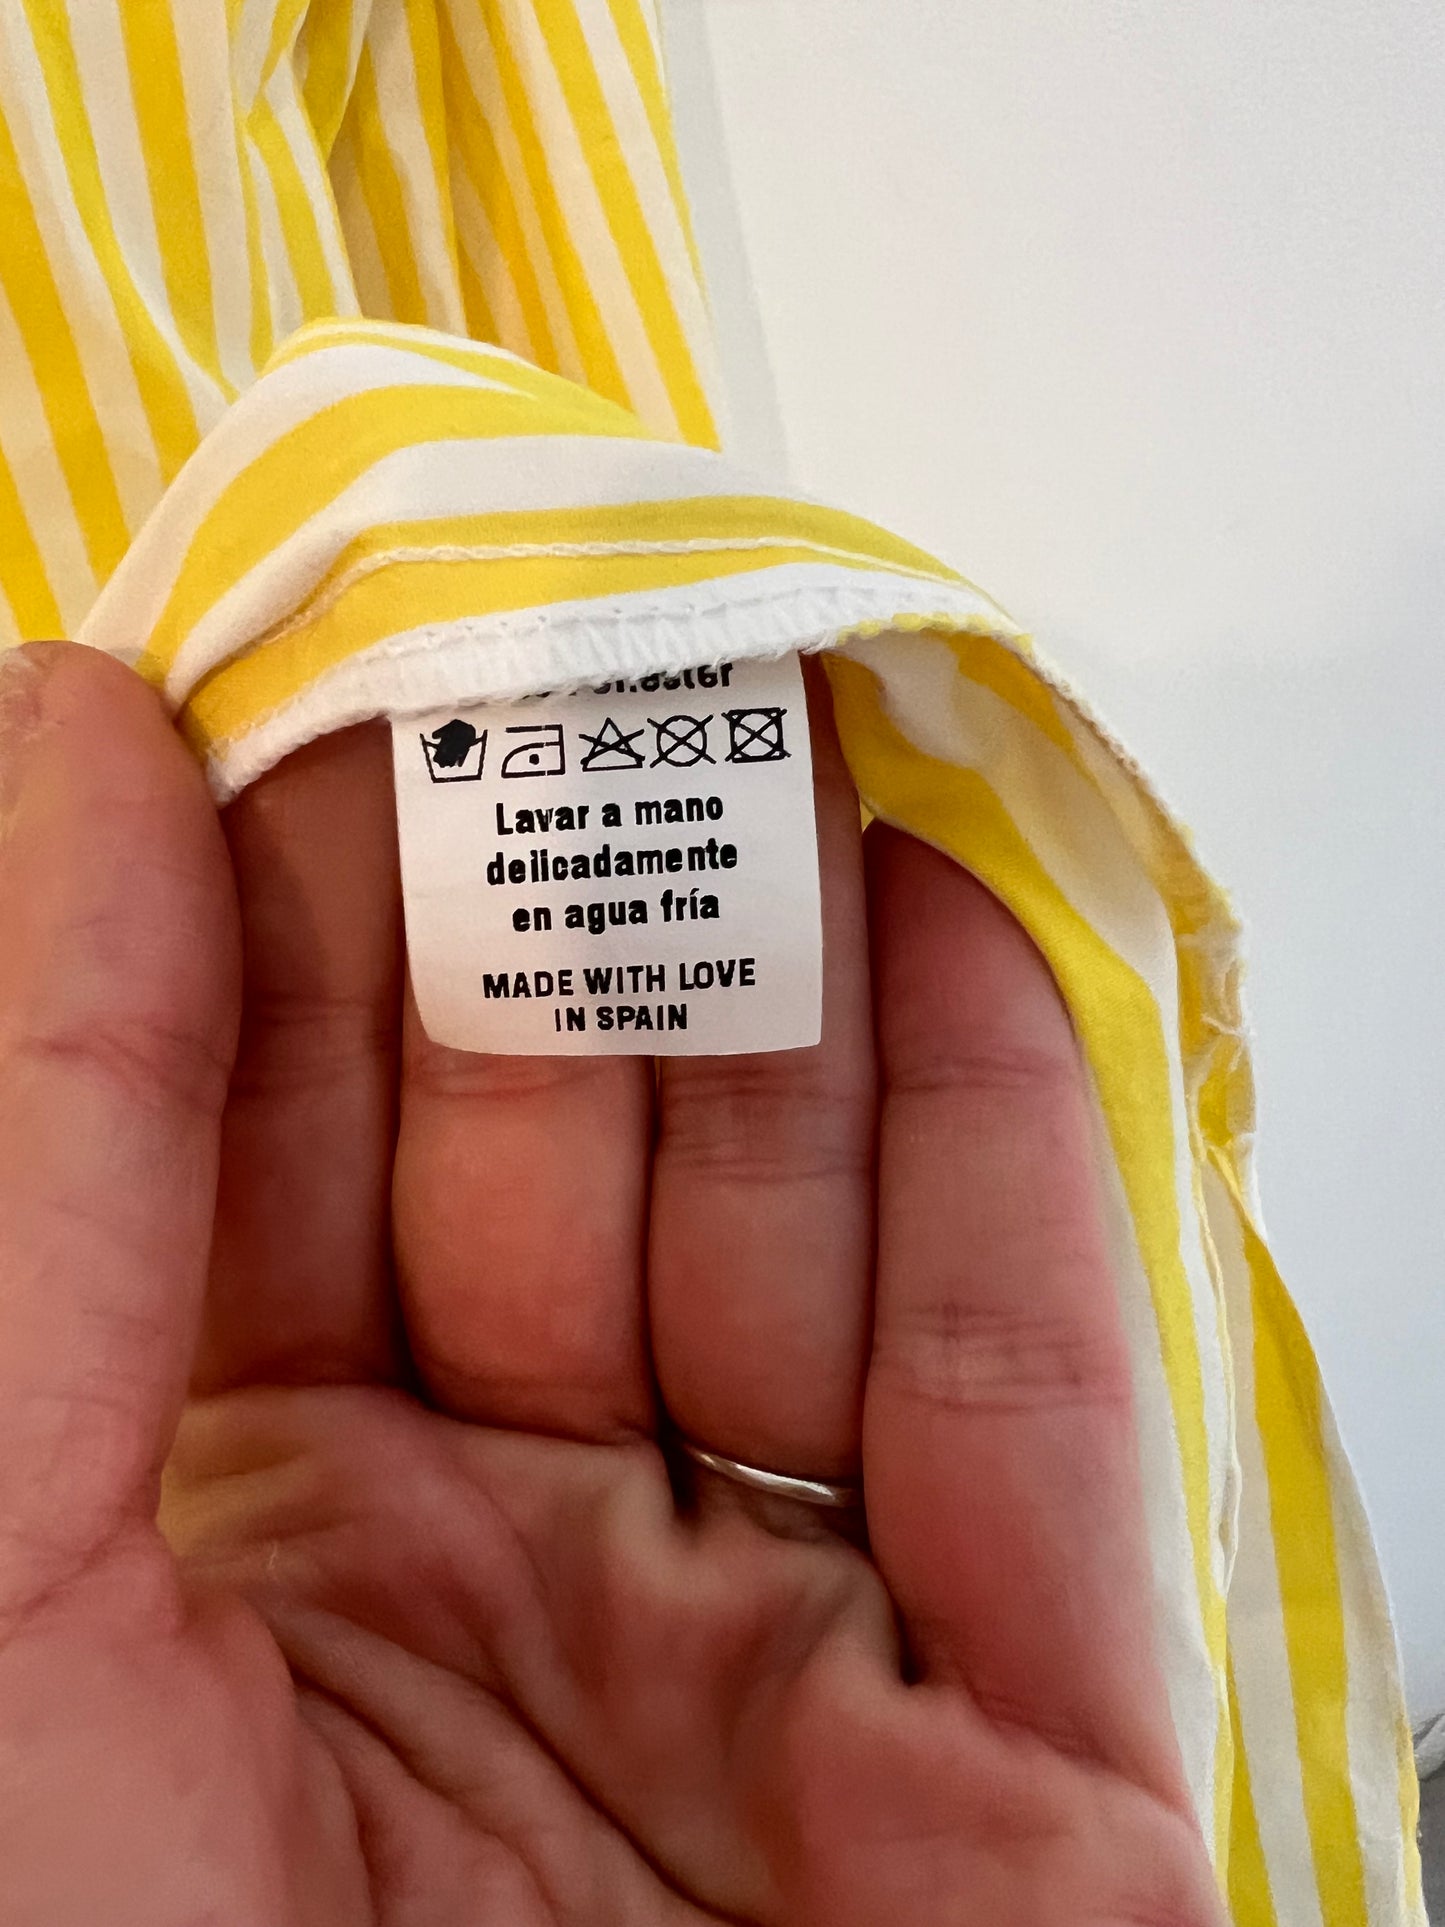 Lavar a mano
delicadamente
en agua fría
MADE WITH LOVE
IN SPAIN